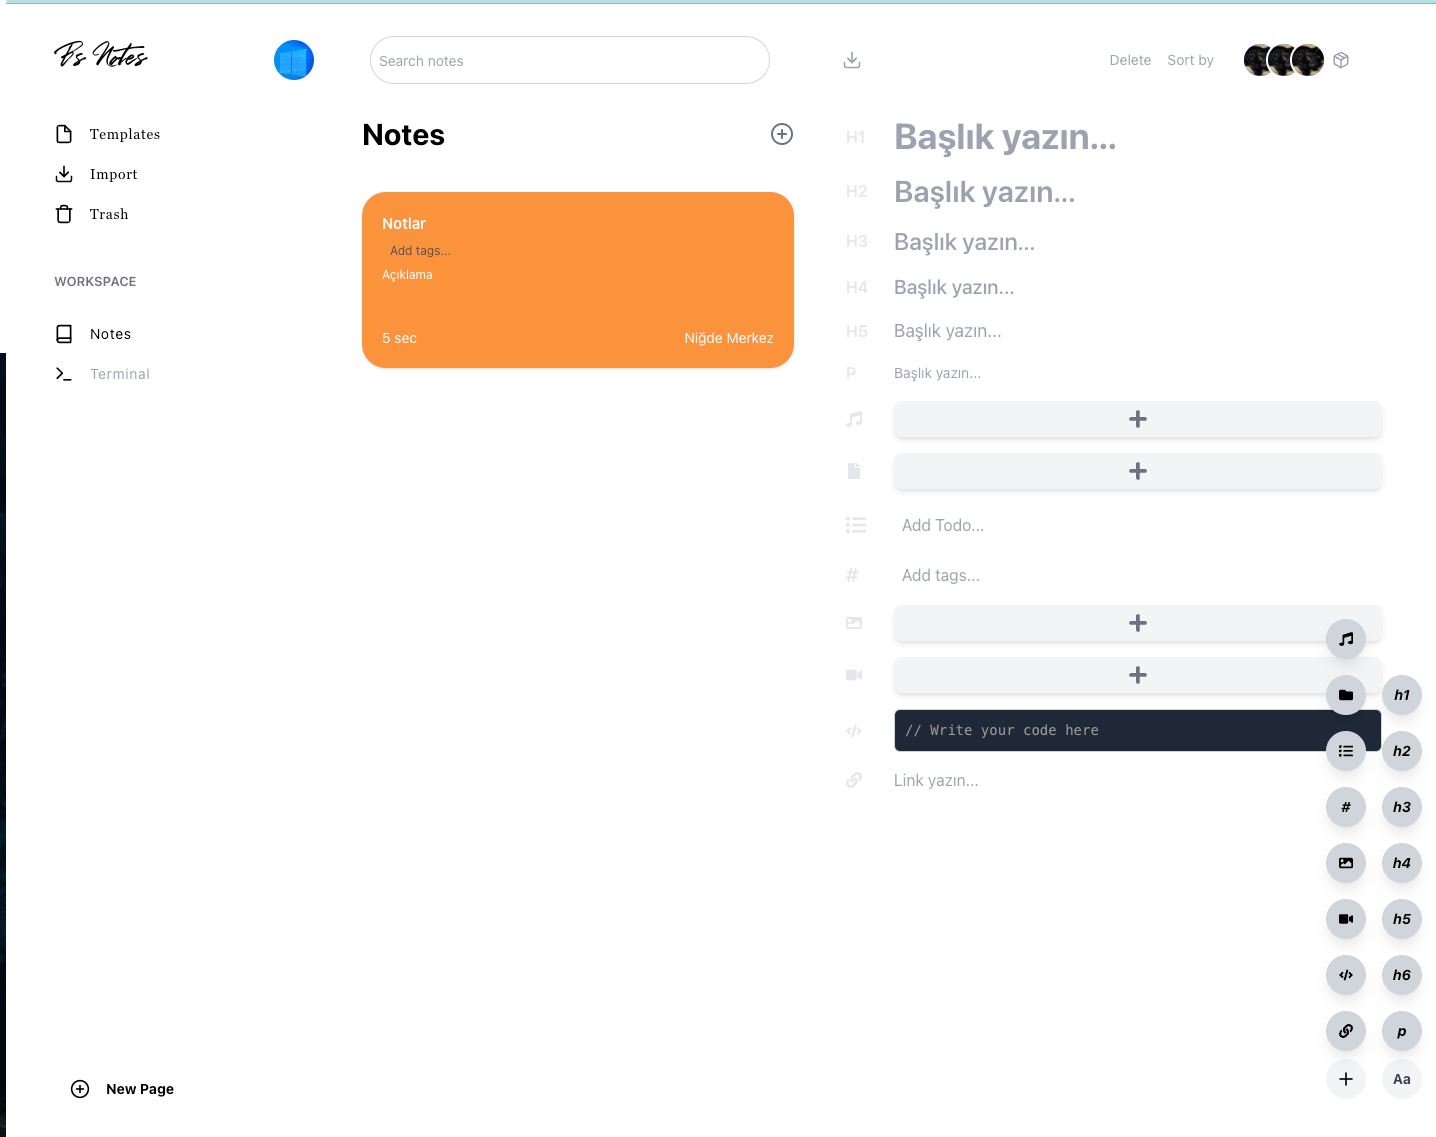 Bs Notes
Search notes
Delete
Sort by
Templates
Import
Trash
WORKSPACE
Notes
Terminal
New Page
Notes
Notlar
Add tags...
Açıklama
5 sec
Niğde Merkez
H1 Başlık yazın...
H2 Başlık yazın...
H3 Başlık yazın...
H4 Başlık yazın...
H5 Başlık yazın...
P Başlık yazın...
Add Todo...
# Add tags...
// Write your code here
Link yazın...
h1
h2
# h3
h4
h5
h6
p
Aa